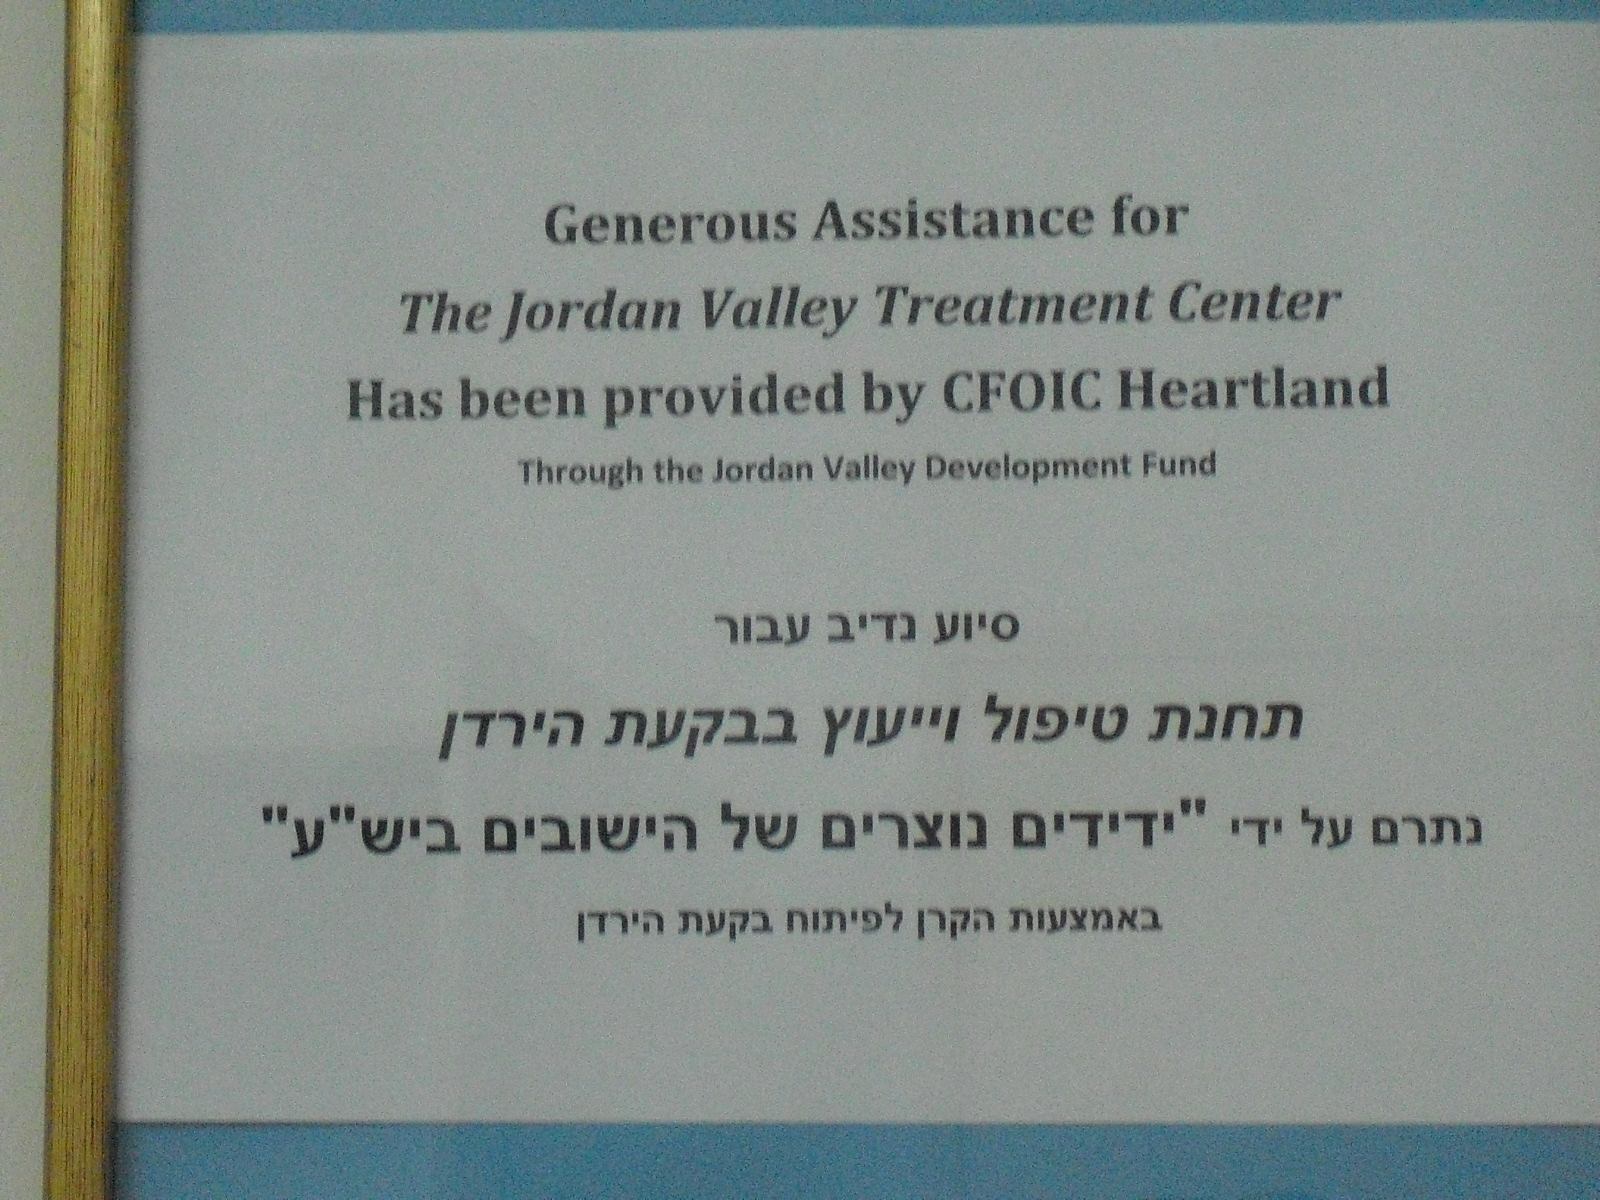 Generous Assistance for
The Jordan Valley Treatment Center
Has been provided by CFOIC Heartland
Through the Jordan Valley Development Fund
סיוע נדיב עבור
תחנת טיפול וייעוץ בבקעת הירדן
נתרם על ידי "ידידים נוצרים של הישובים ביש"ע"
באמצעות הקרן לפיתוח בקעת הירדן